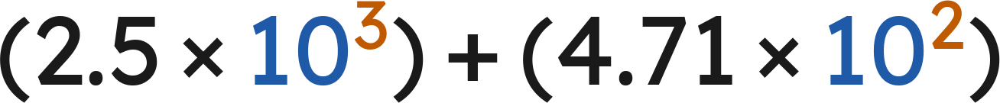 (2.5 × 10³) + (4.71 × 10²)